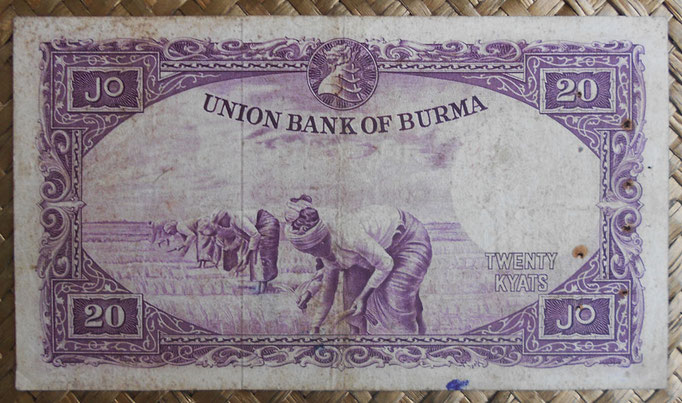 ၂၀
20
UNION BANK OF BURMA
TWENTY
KYATS
20
၂၀